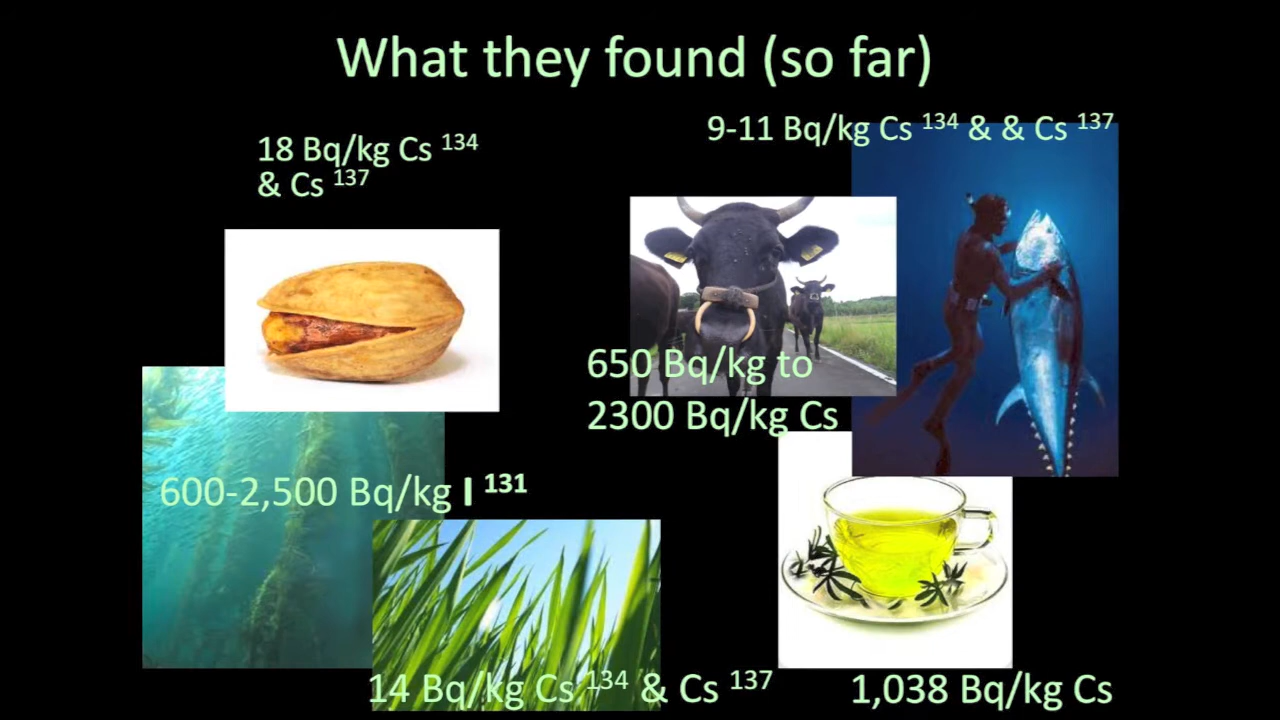 What they found (so far)
18 Bq/kg Cs 134
& Cs 137
9-11 Bq/kg Cs 134 & & Cs 137
650 Bq/kg to
2300 Bq/kg Cs
600-2,500 Bq/kg I 131
14 Bq/kg Cs 134 & Cs 137
1,038 Bq/kg Cs